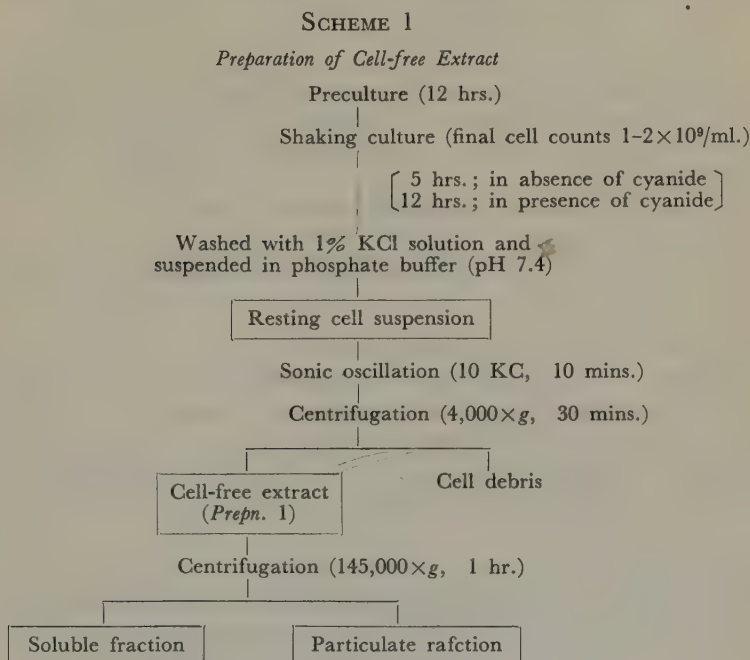 SCHEME 1
Preparation of Cell-free Extract
Preculture (12 hrs.)
Shaking culture (final cell counts 1–2×10⁹/ml.)
5 hrs.; in absence of cyanide
12 hrs.; in presence of cyanide
Washed with 1% KCl solution and
suspended in phosphate buffer (pH 7.4)
Resting cell suspension
Sonic oscillation (10 KC, 10 mins.)
Centrifugation (4,000×g, 30 mins.)
Cell-free extract
(Prepn. 1)
Cell debris
Centrifugation (145,000×g, 1 hr.)
Soluble fraction
Particulate rafction